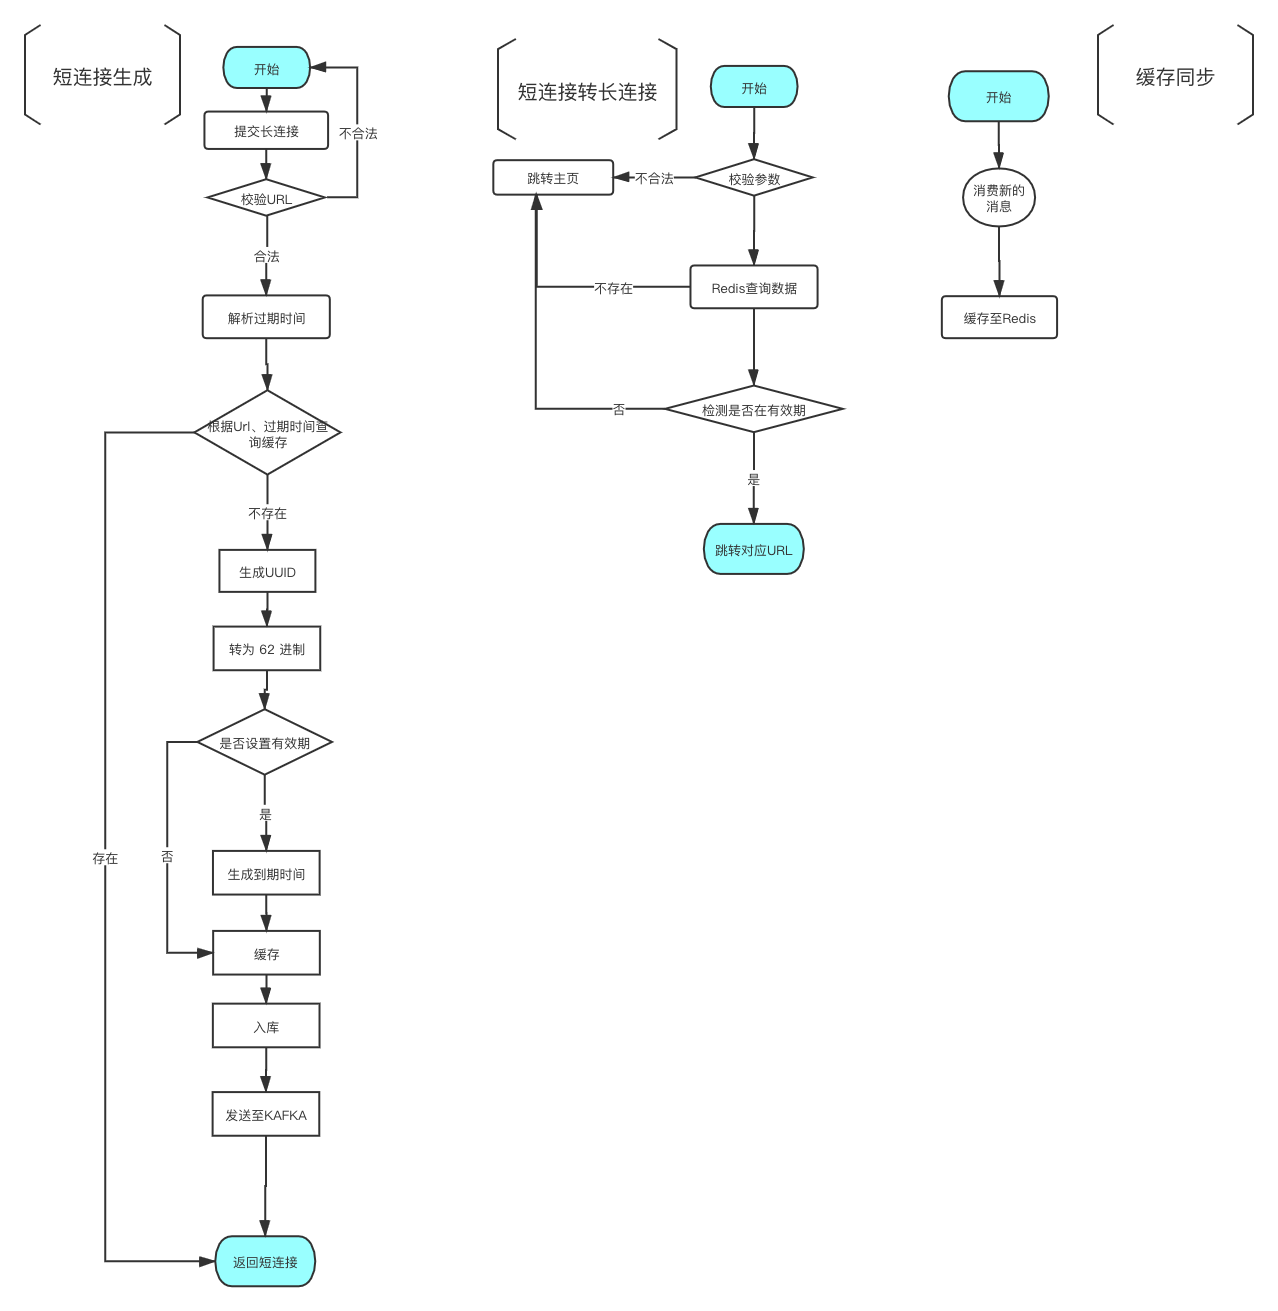 短连接生成
开始
提交长连接
不合法
校验URL
合法
解析过期时间
根据Url、过期时间查
询缓存
不存在
生成UUID
转为 62 进制
是否设置有效期
是
存在
否
生成到期时间
缓存
入库
发送至KAFKA
返回短连接
短连接转长连接
开始
跳转主页
不合法
校验参数
不存在
Redis查询数据
否
检测是否在有效期
是
跳转对应URL
缓存同步
开始
消费新的
消息
缓存至Redis